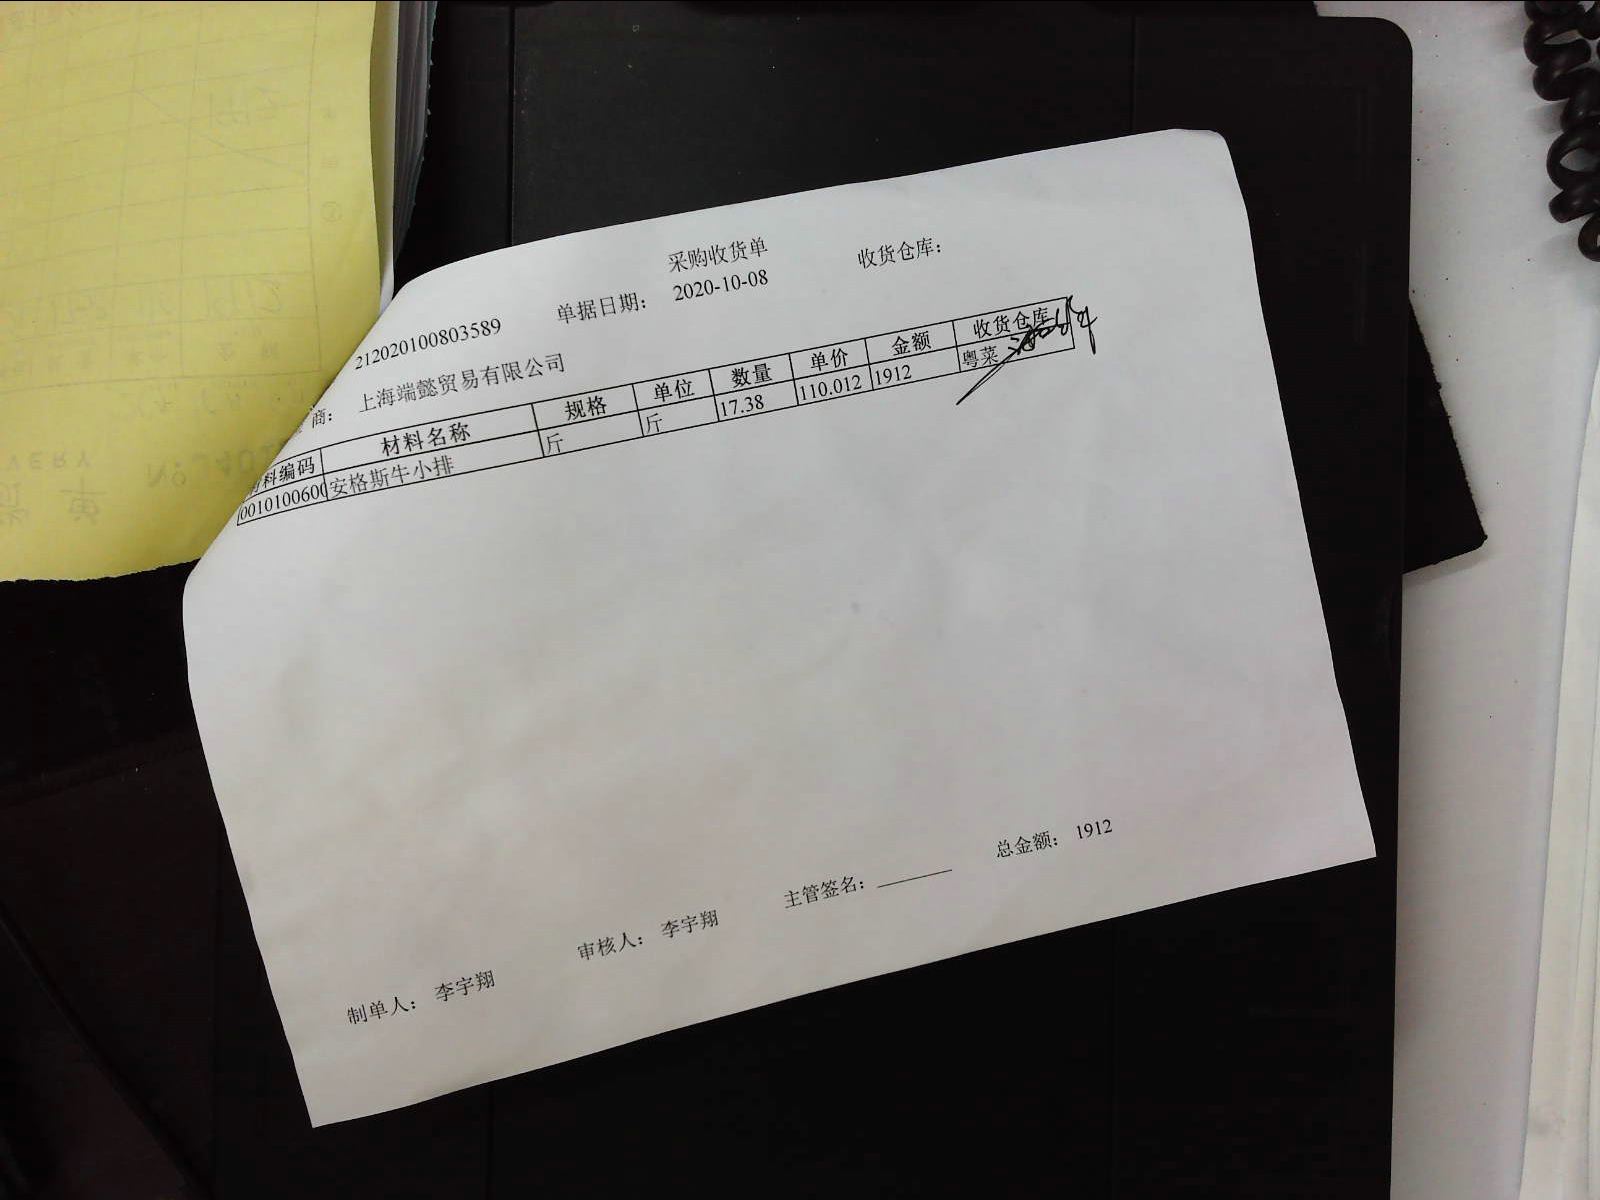 采购收货单
收货仓库：
212020100803589 单据日期： 2020-10-08
商： 上海端懿贸易有限公司
材料编码 材料名称 规格 单位 数量 单价 金额 收货仓库
0010100600 安格斯牛小排 斤 斤 17.38 110.012 1912 粤菜
总金额： 1912
制单人： 李宇翔 审核人： 李宇翔 主管签名：
VERY